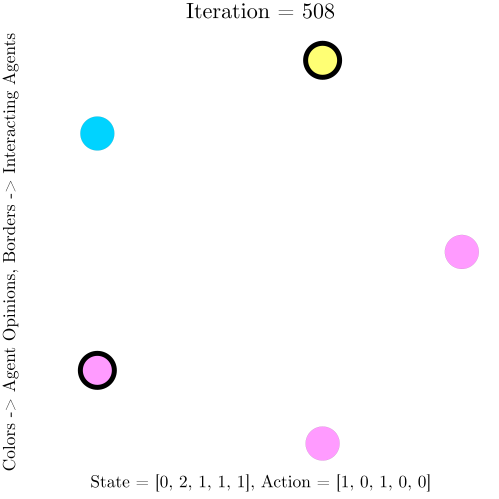 Iteration = 508
Colors -> Agent Opinions, Borders -> Interacting Agents
State = [0, 2, 1, 1, 1], Action = [1, 0, 1, 0, 0]